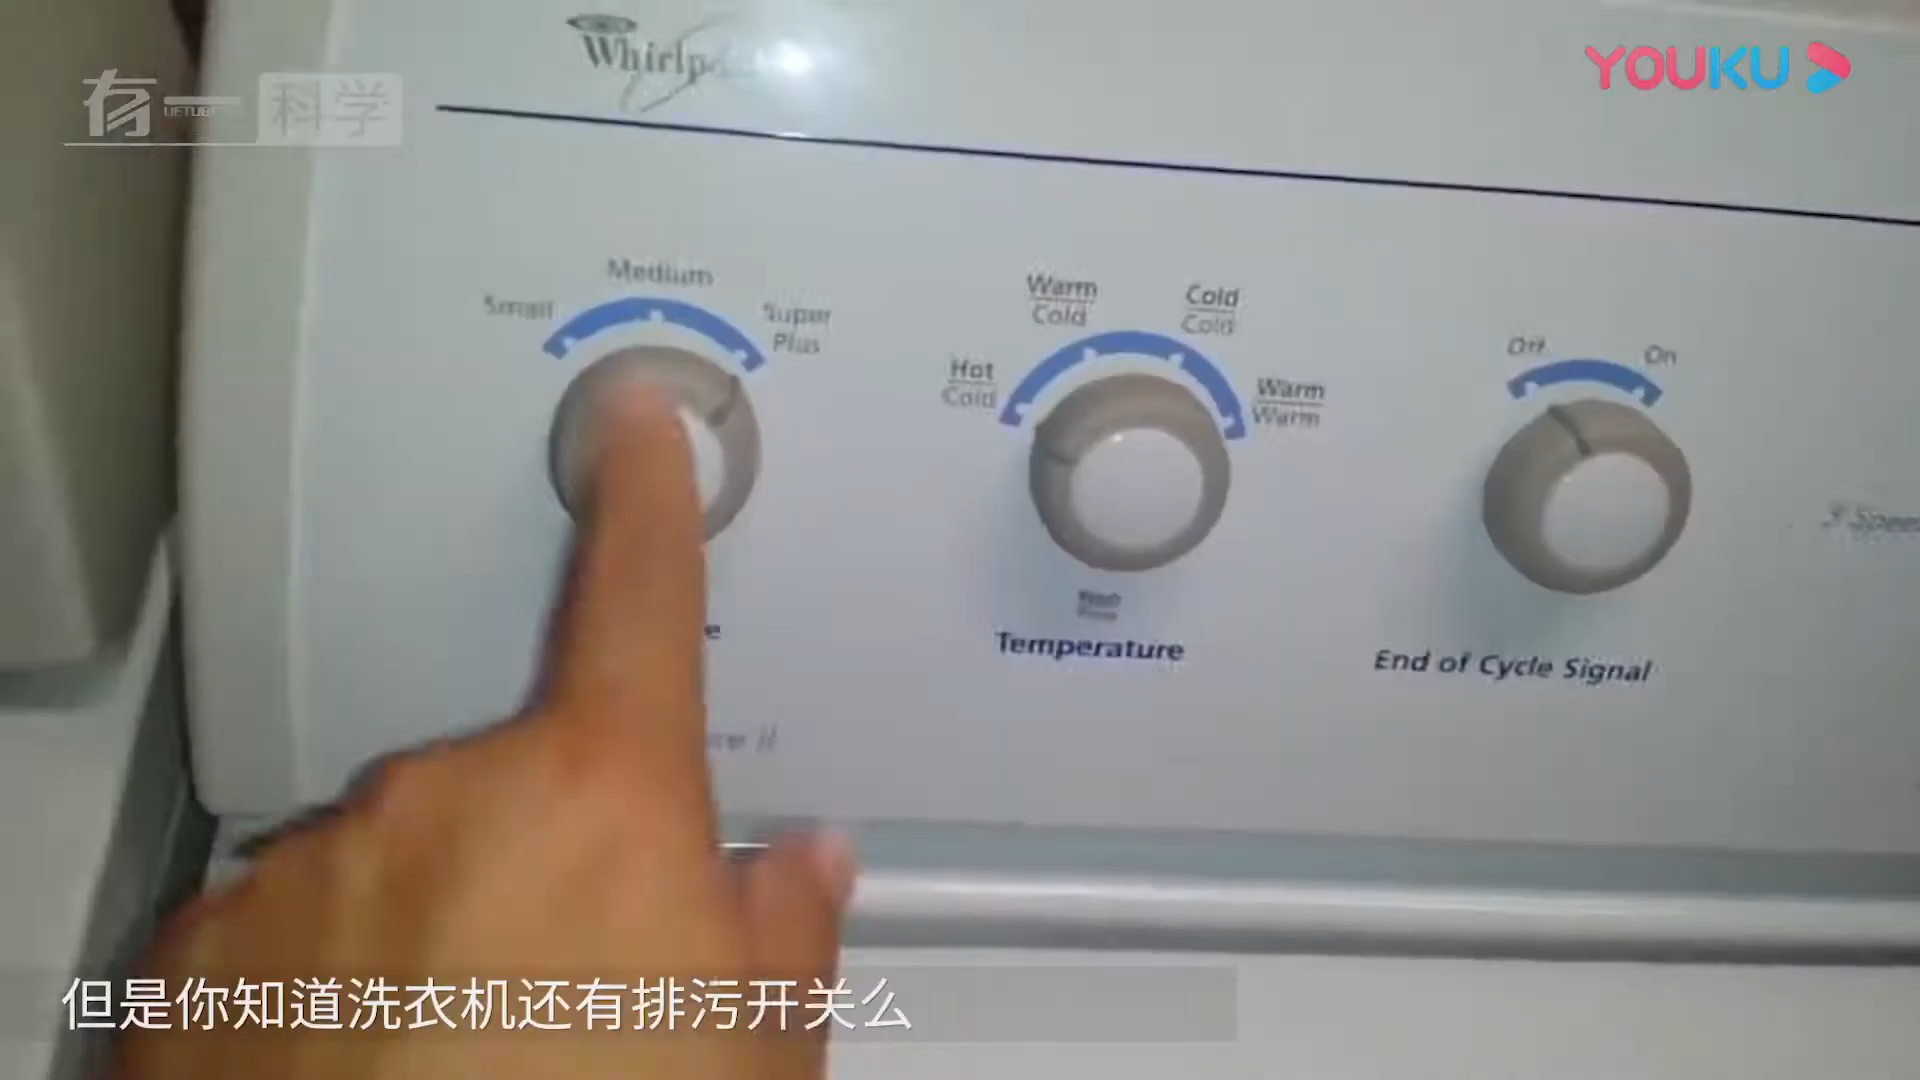 Whirlp
YOUKU
有一
科学
Medium
Small
Super
Plus
Warm
Cold
Cold
Cold
Hot
Cold
Warm
Warm
Off
On
Temperature
End of Cycle Signal
但是你知道洗衣机还有排污开关么